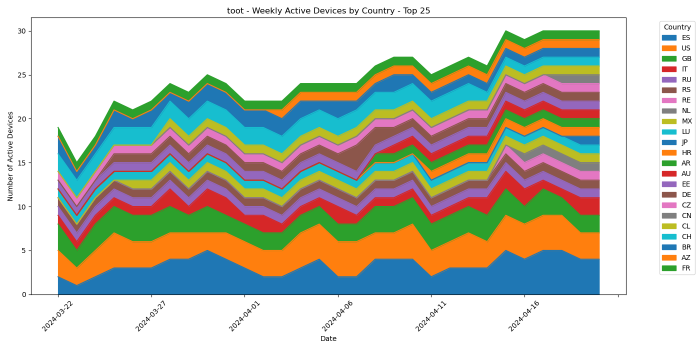 toot - Weekly Active Devices by Country - Top 25
Number of Active Devices
30
25
20
15
10
5
0
2024-03-22
2024-03-27
2024-04-01
2024-04-06
2024-04-11
2024-04-16
Date
Country
ES
US
GB
IT
RU
RS
RE
NL
MX
LU
JP
HR
AR
AU
EE
DE
CZ
CN
CL
CH
BR
AZ
FR